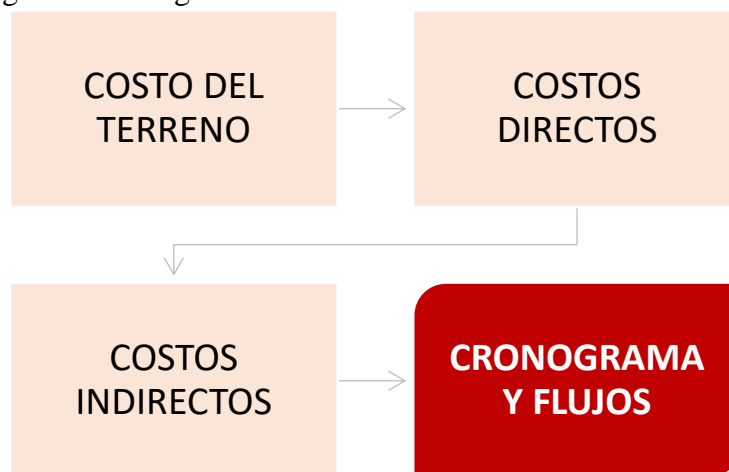 COSTO DEL
TERRENO
COSTOS
DIRECTOS
COSTOS
INDIRECTOS
CRONOGRAMA
Y FLUJOS